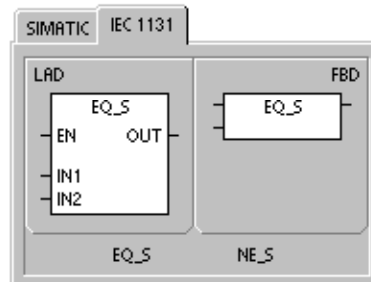 SIMATIC IEC 1131
LAD FBD
EQ_S EQ_S
EN OUT
IN1
IN2
EQ_S NE_S